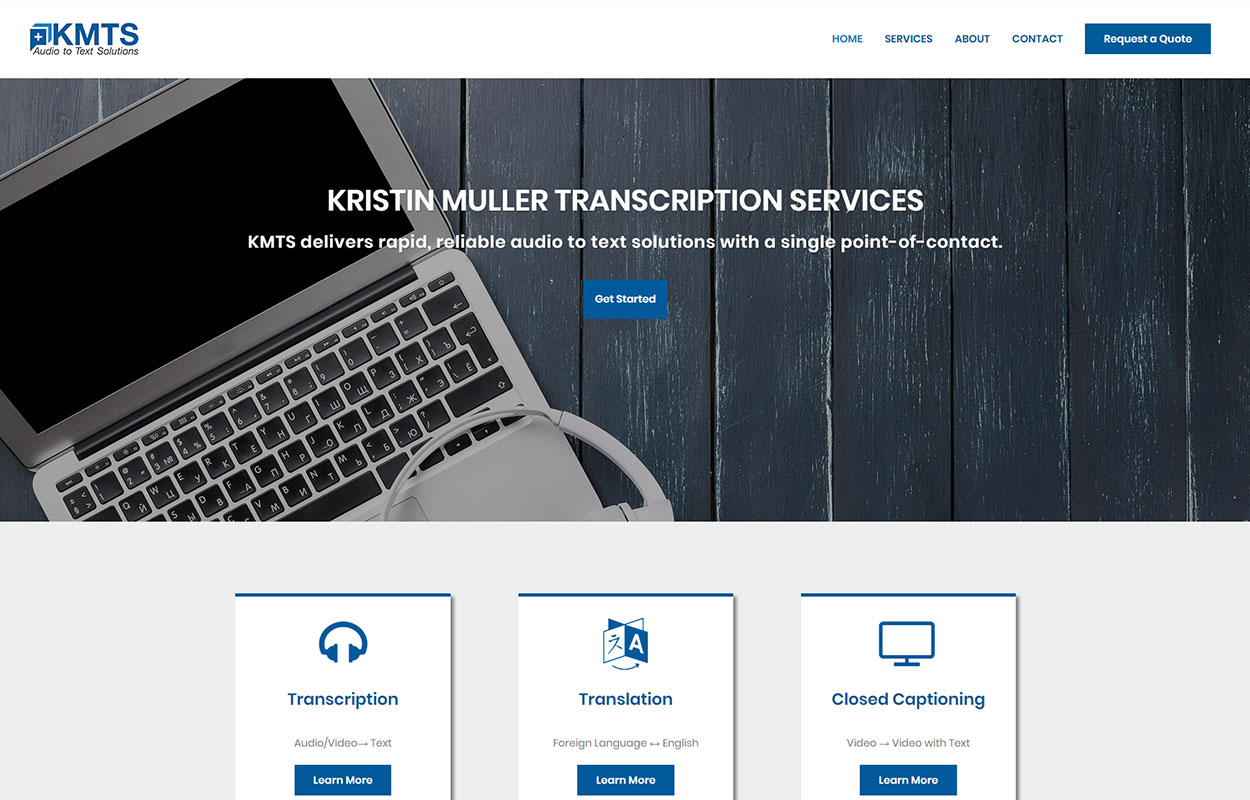 KMTS
Audio to Text Solutions
HOME
SERVICES
ABOUT
CONTACT
Request a Quote
KRISTIN MULLER TRANSCRIPTION SERVICES
KMTS delivers rapid, reliable audio to text solutions with a single point-of-contact.
Get Started
Transcription
Audio/Video→ Text
Learn More
Translation
Foreign Language ↔ English
Learn More
Closed Captioning
Video → Video with Text
Learn More